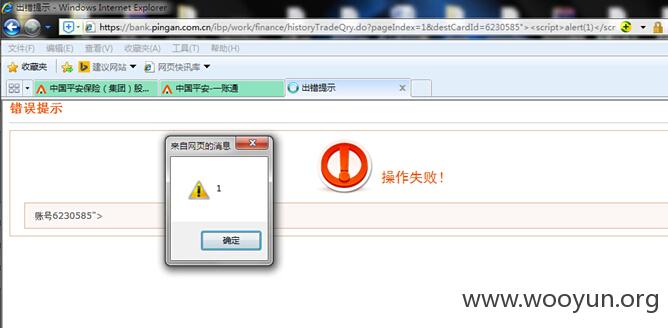 出错提示 - Windows Internet Explorer
https://bank.pingan.com.cn/ibp/work/finance/historyTradeQry.do?pageIndex=1&destCardId=6230585"><script>alert(1)</scr
文件(F) 编辑(E) 查看(V) 收藏夹(A) 工具(T) 帮助(H)
收藏夹 建议网站 网页快讯库
中国平安保险（集团）股... 中国平安-一账通 出错提示
错误提示
来自网页的消息
1
操作失败！
账号6230585">
确定
www.wooyun.org